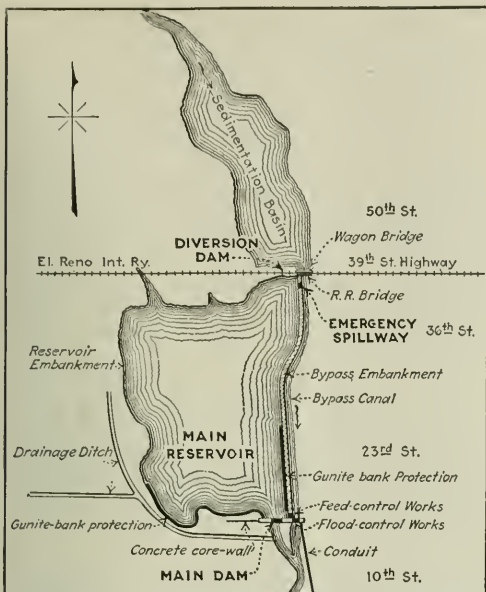 Sedimentation Basin
50th St.
DIVERSION
DAM
Wagon Bridge
El. Reno Int. Ry.
39th St. Highway
R.R. Bridge
EMERGENCY
SPILLWAY
36th St.
Reservoir
Embankment
Bypass Embankment
Bypass Canal
MAIN
RESERVOIR
Drainage Ditch
23rd St.
Gunite bank Protection
Feed-control Works
Gunite-bank protection
Flood-control Works
Concrete core-wall
Conduit
MAIN DAM
10th St.